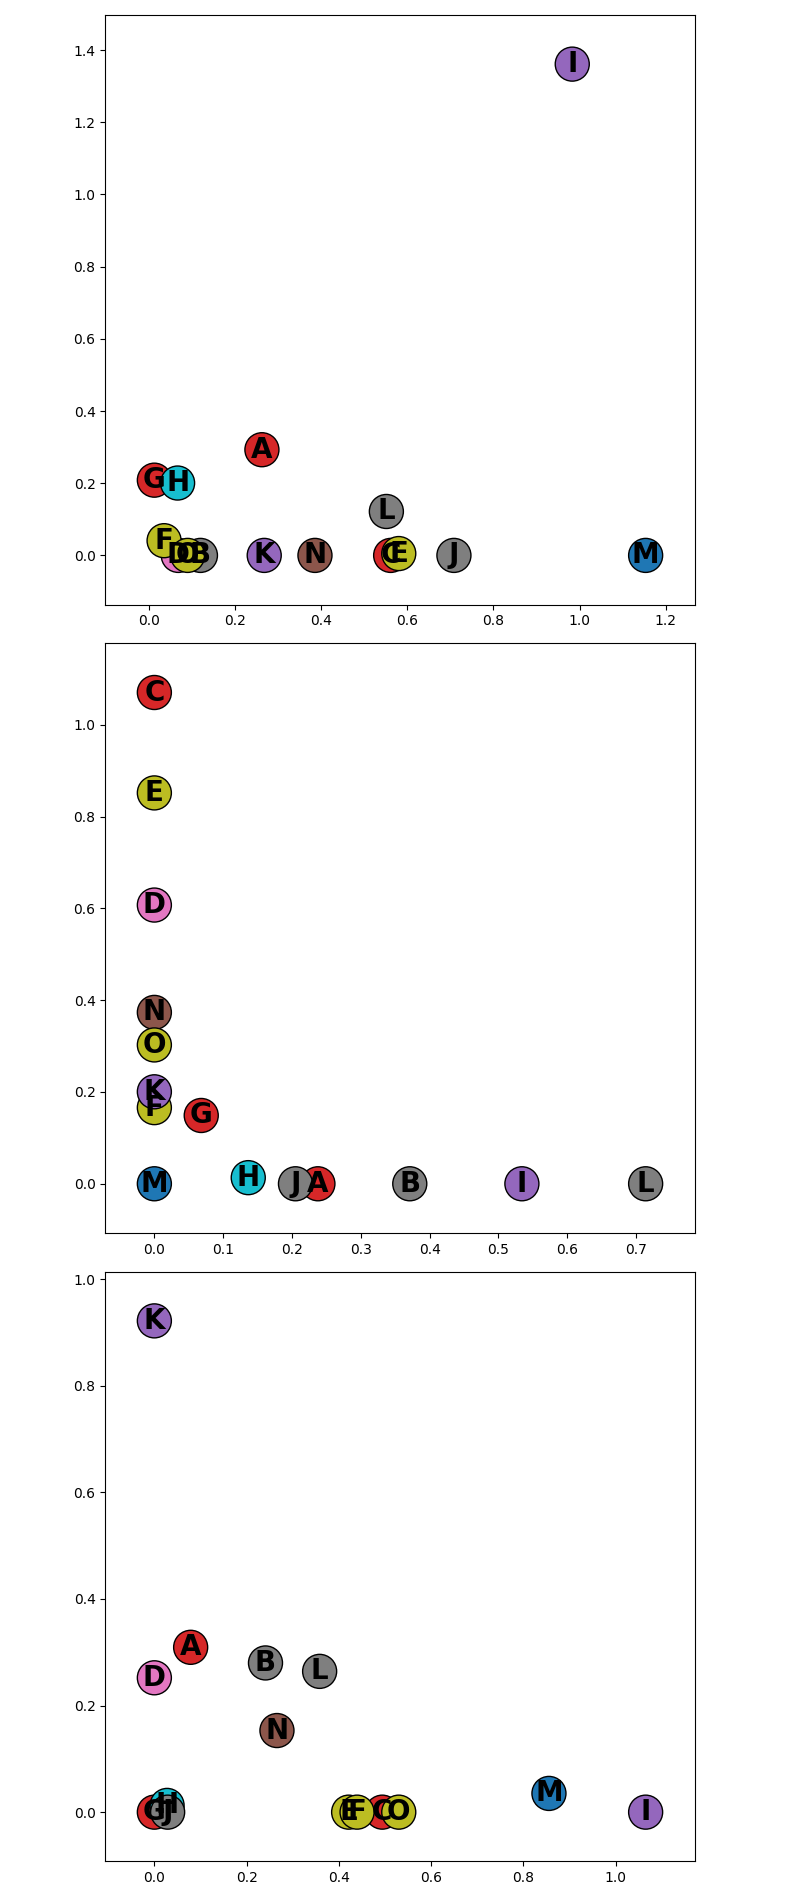 1.4
I
1.2
1.0
0.8
0.6
0.4
A
G H
0.2
L
F
0.0 D O B K N C E J M
0.0 0.2 0.4 0.6 0.8 1.0 1.2
C
1.0
E
0.8
D
0.6
0.4 N
O
0.2 K
F G
0.0 M H J A B I L
0.0 0.1 0.2 0.3 0.4 0.5 0.6 0.7
1.0
K
0.8
0.6
0.4
A
B
D L
0.2
N
M
0.0 G H J E F C O I
0.0 0.2 0.4 0.6 0.8 1.0